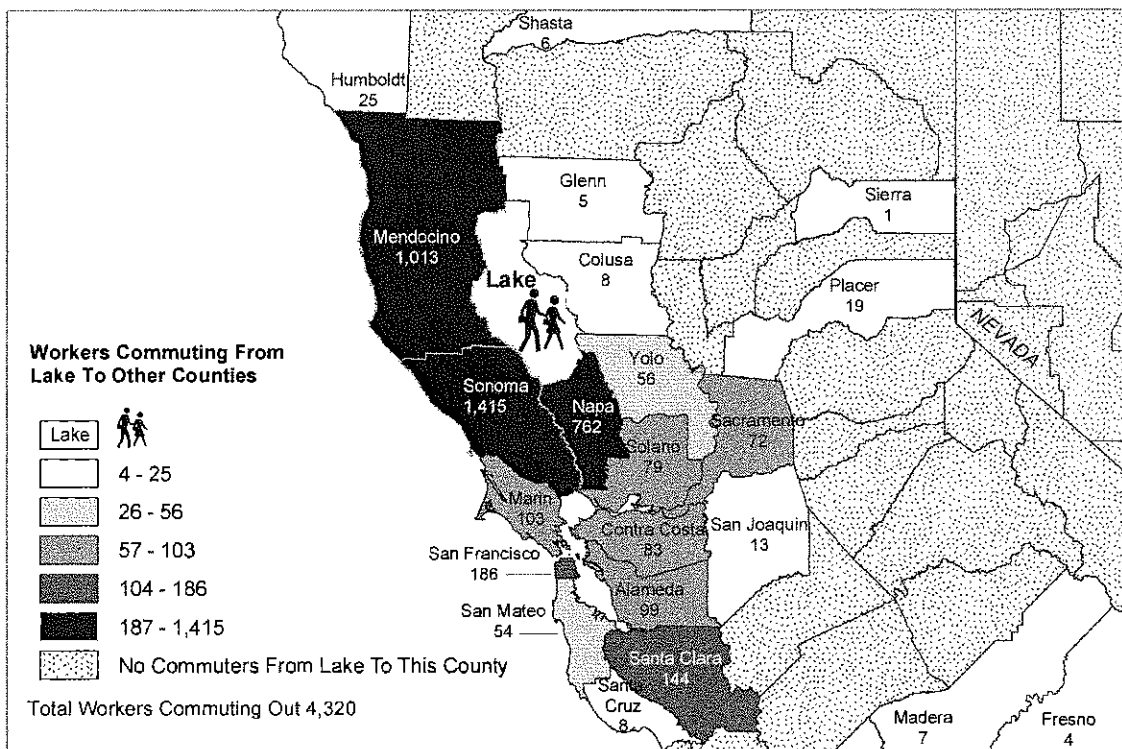 Shasta
6
Humboldt
25
Glenn
5
Sierra
1
Mendocino
1,013
Colusa
8
Lake
Placer
19
NEVADA
Workers Commuting From
Lake To Other Counties
Lake
4 - 25
26 - 56
57 - 103
104 - 186
187 - 1,415
No Commuters From Lake To This County
Total Workers Commuting Out 4,320
Yolo
56
Sonoma
1,415
Napa
762
Sacramento
72
Solano
79
Marin
103
Contra Costa
83
San Joaquin
13
San Francisco
186
Alameda
99
San Mateo
54
Santa Clara
144
Santa
Cruz
8
Madera
7
Fresno
4